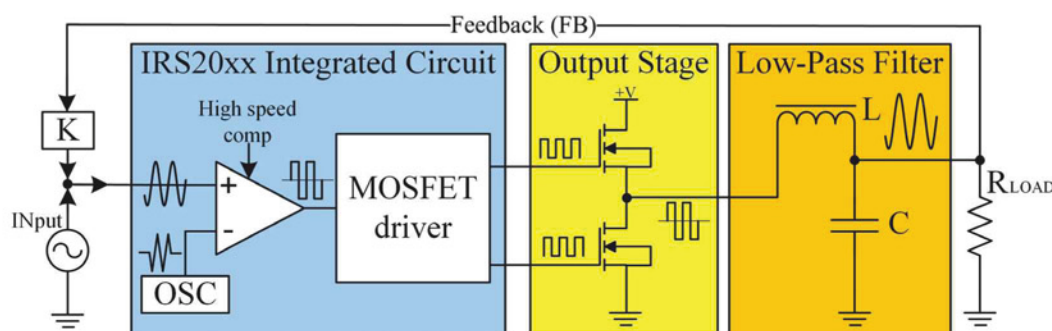 Feedback (FB)
IRS20xx Integrated Circuit
Output Stage
Low-Pass Filter
High speed
comp
+V
L
K
+
MOSFET
driver
INput
-
OSC
C
RLOAD